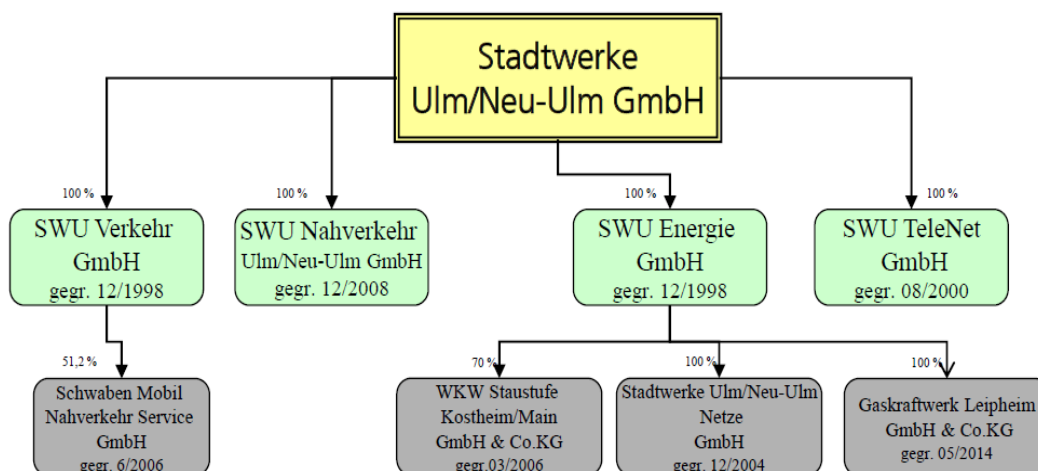 Stadtwerke
Ulm/Neu-Ulm GmbH
100 %
100 %
100 %
100 %
SWU Verkehr
GmbH
gegr. 12/1998
SWU Nahverkehr
Ulm/Neu-Ulm GmbH
gegr. 12/2008
SWU Energie
GmbH
gegr. 12/1998
SWU TeleNet
GmbH
gegr. 08/2000
51,2 %
70 %
100 %
100 %
Schwaben Mobil
Nahverkehr Service
GmbH
gegr. 6/2006
WKW Staustufe
Kostheim/Main
GmbH & Co.KG
gegr.03/2006
Stadtwerke Ulm/Neu-Ulm
Netze
GmbH
gegr. 12/2004
Gaskraftwerk Leipheim
GmbH & Co.KG
gegr. 05/2014